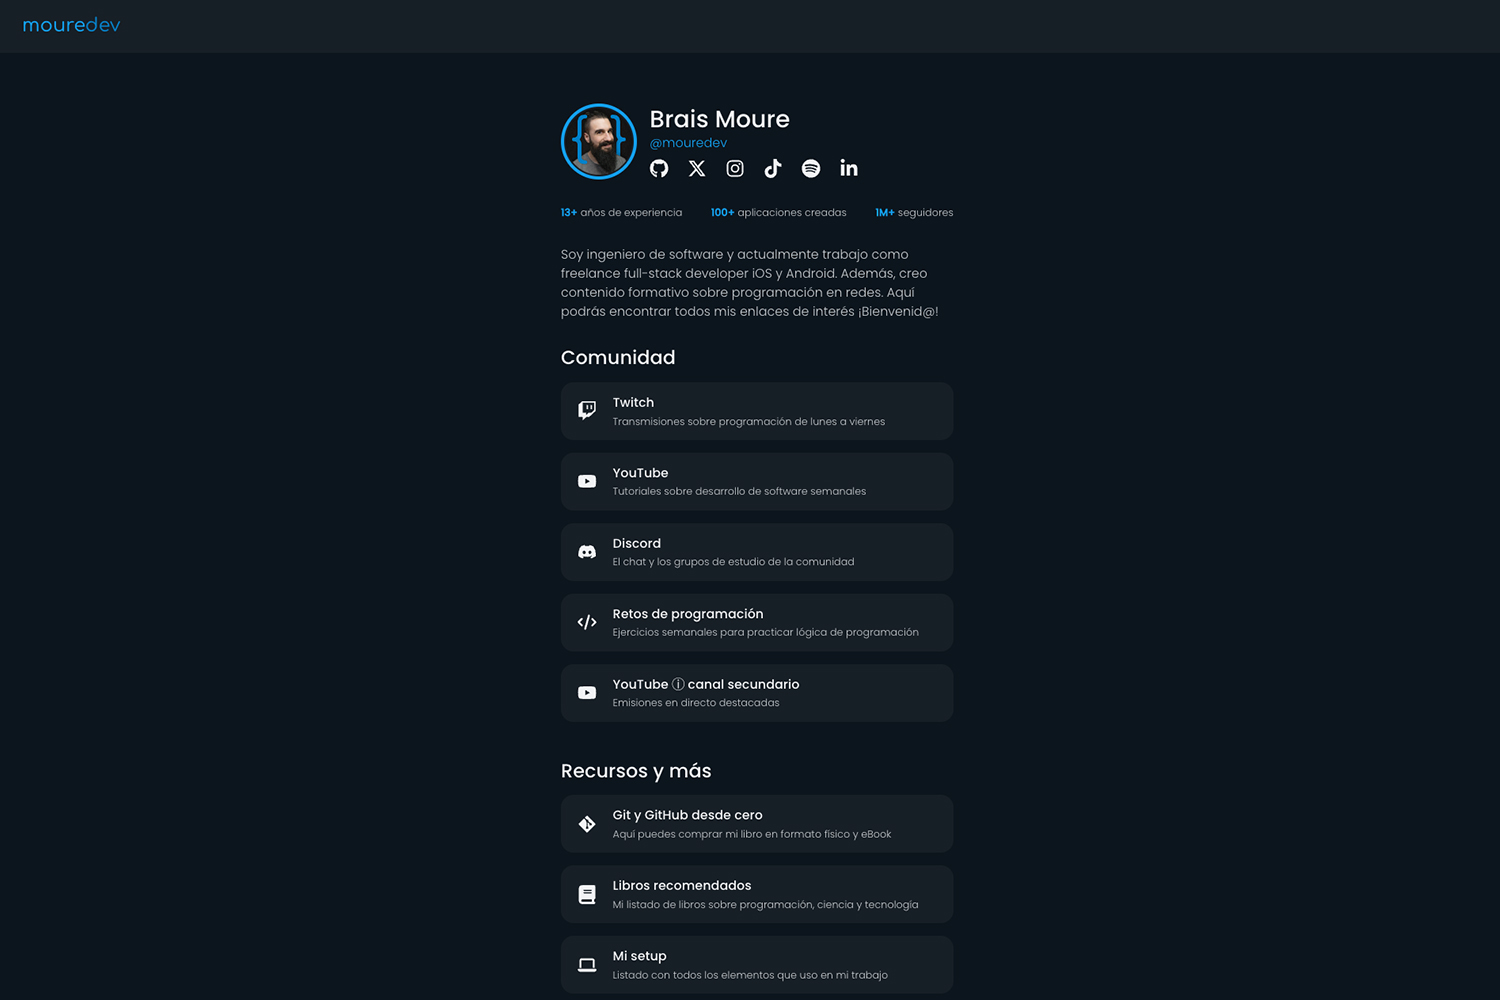 mouredev
Brais Moure
@mouredev
13+ años de experiencia
100+ aplicaciones creadas
1M+ seguidores
Soy ingeniero de software y actualmente trabajo como
freelance full-stack developer iOS y Android. Además, creo
contenido formativo sobre programación en redes. Aquí
podrás encontrar todos mis enlaces de interés ¡Bienvenid@!
Comunidad
Twitch
Transmisiones sobre programación de lunes a viernes
YouTube
Tutoriales sobre desarrollo de software semanales
Discord
El chat y los grupos de estudio de la comunidad
Retos de programación
Ejercicios semanales para practicar lógica de programación
YouTube ⓘ canal secundario
Emisiones en directo destacadas
Recursos y más
Git y GitHub desde cero
Aquí puedes comprar mi libro en formato físico y eBook
Libros recomendados
Mi listado de libros sobre programación, ciencia y tecnología
Mi setup
Listado con todos los elementos que uso en mi trabajo